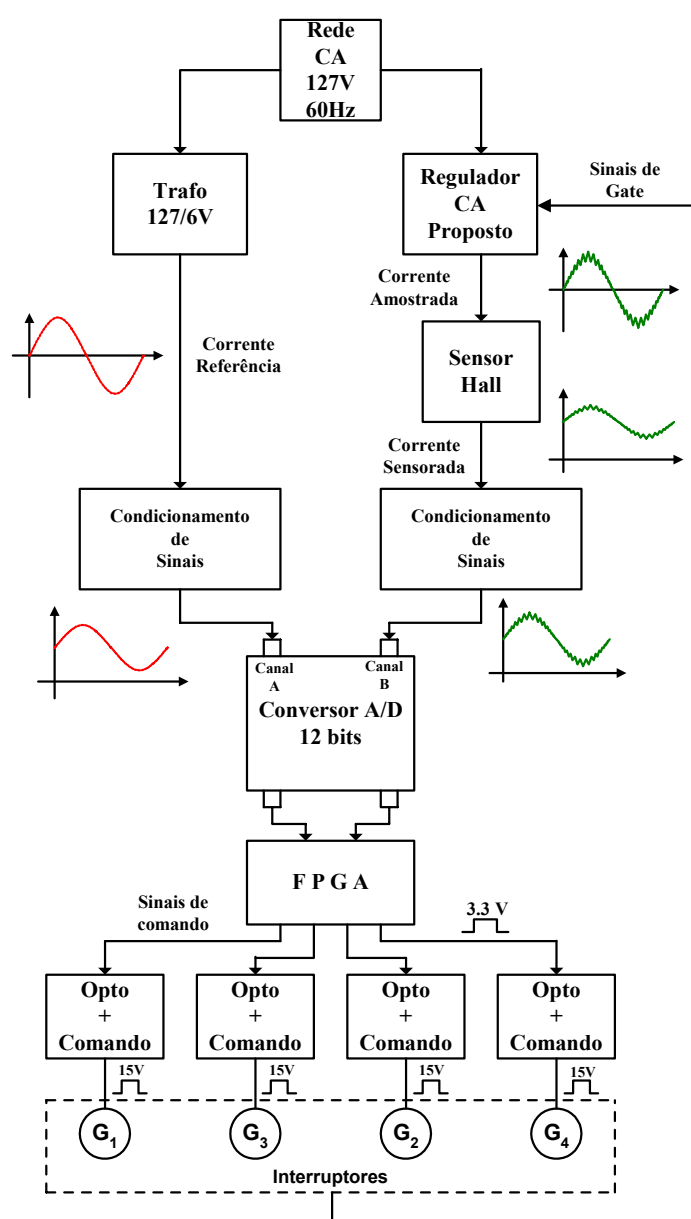 Rede
CA
127V
60Hz
Trafo
127/6V
Regulador
CA
Proposto
Sinais de
Gate
Corrente
Amostrada
Corrente
Referência
Sensor
Hall
Corrente
Sensorada
Condicionamento
de
Sinais
Condicionamento
de
Sinais
Canal
A
Canal
B
Conversor A/D
12 bits
F P G A
Sinais de
comando
3.3 V
Opto
+
Comando
Opto
+
Comando
Opto
+
Comando
Opto
+
Comando
15V
15V
15V
15V
G1
G3
G2
G4
Interruptores